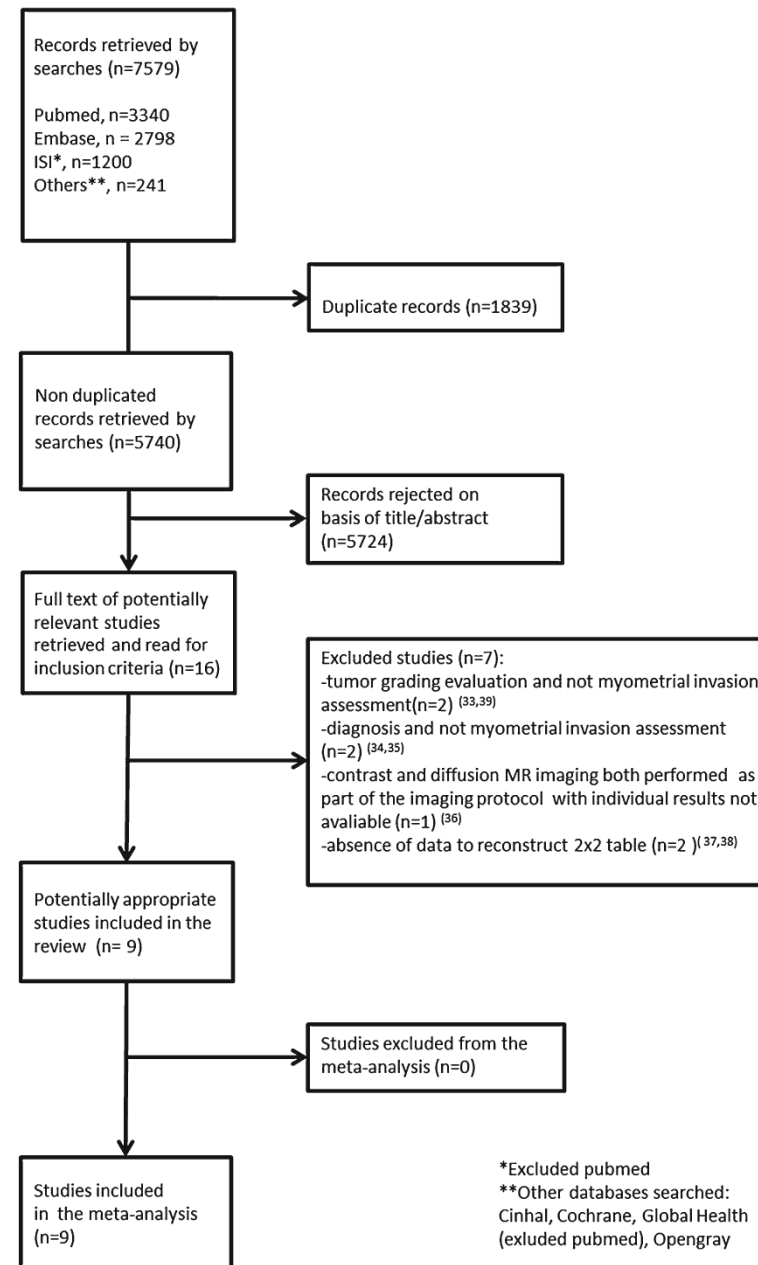 Records retrieved by
searches (n=7579)
Pubmed, n=3340
Embase, n = 2798
ISI*, n=1200
Others**, n=241
Duplicate records (n=1839)
Non duplicated
records retrieved by
searches (n=5740)
Records rejected on
basis of title/abstract
(n=5724)
Full text of potentially
relevant studies
retrieved and read for
inclusion criteria (n=16)
Excluded studies (n=7):
-tumor grading evaluation and not myometrial invasion
assessment(n=2) (33,39)
-diagnosis and not myometrial invasion assessment
(n=2) (34,35)
-contrast and diffusion MR imaging both performed as
part of the imaging protocol with individual results not
avaliable (n=1) (36)
-absence of data to reconstruct 2x2 table (n=2 )(37,38)
Potentially appropriate
studies included in the
review (n= 9)
Studies excluded from the
meta-analysis (n=0)
Studies included
in the meta-analysis
(n=9)
*Excluded pubmed
**Other databases searched:
Cinhal, Cochrane, Global Health
(exluded pubmed), Opengray